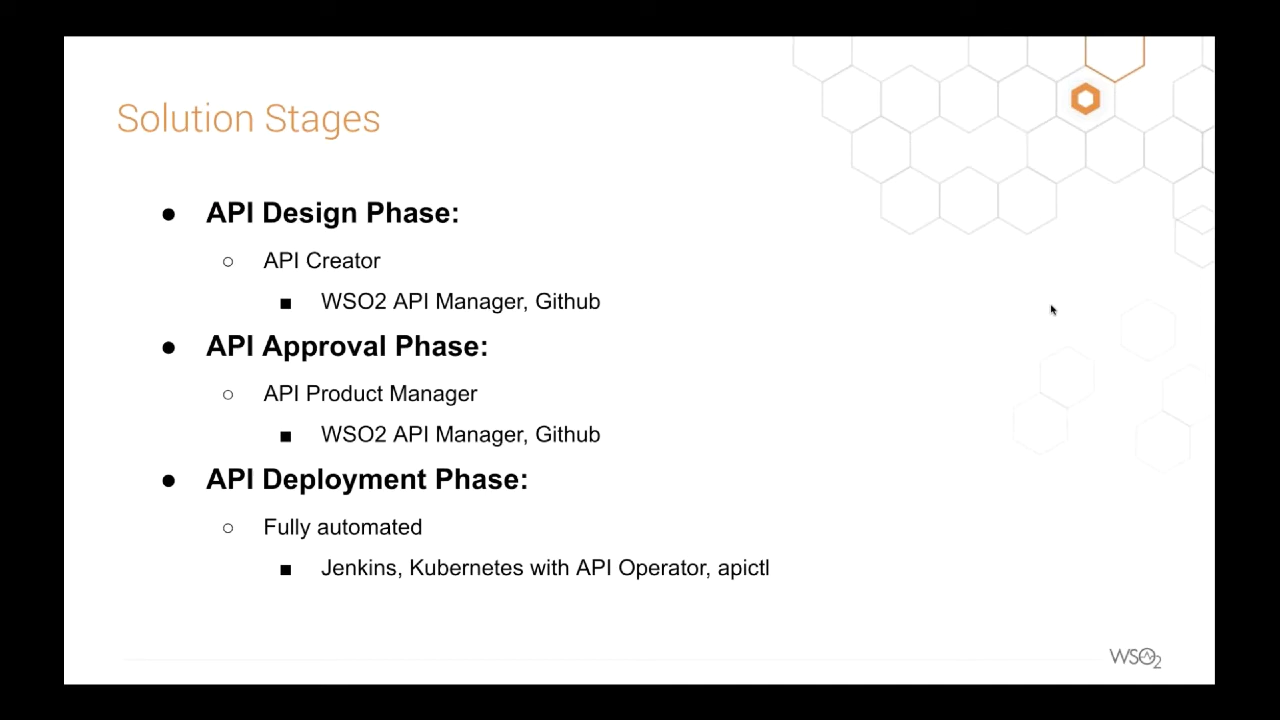 Solution Stages
● API Design Phase:
○ API Creator
■ WSO2 API Manager, Github
● API Approval Phase:
○ API Product Manager
■ WSO2 API Manager, Github
● API Deployment Phase:
○ Fully automated
■ Jenkins, Kubernetes with API Operator, apictl
WSO2